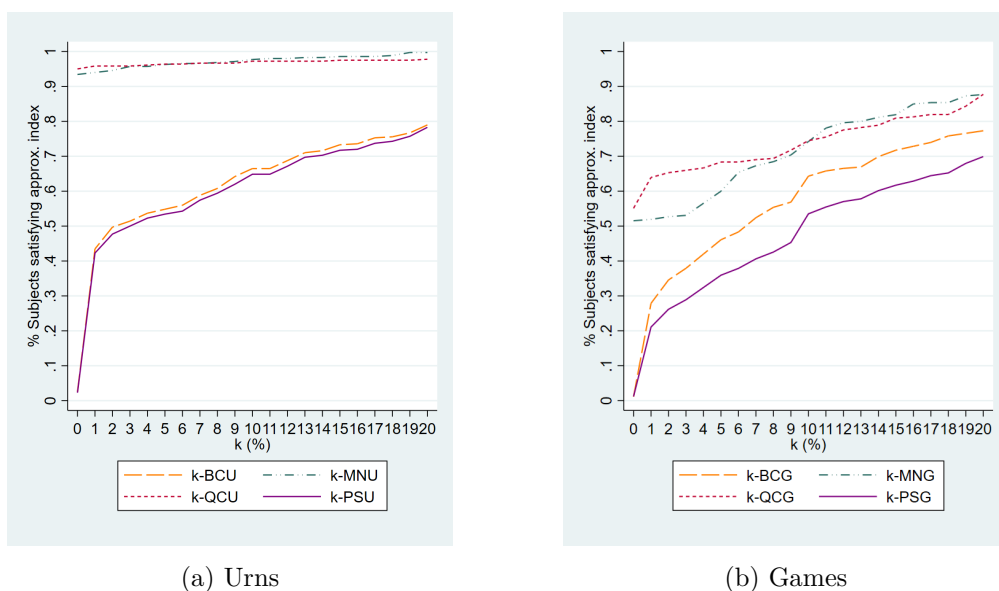 % Subjects satisfying approx. index
0 .1 .2 .3 .4 .5 .6 .7 .8 .9 1
0 1 2 3 4 5 6 7 8 9 10 11 12 13 14 15 16 17 18 19 20
k (%)
k-BCU k-MNU
k-QCU k-PSU
(a) Urns
% Subjects satisfying approx. index
0 .1 .2 .3 .4 .5 .6 .7 .8 .9 1
0 1 2 3 4 5 6 7 8 9 10 11 12 13 14 15 16 17 18 19 20
k (%)
k-BCG k-MNG
k-QCG k-PSG
(b) Games